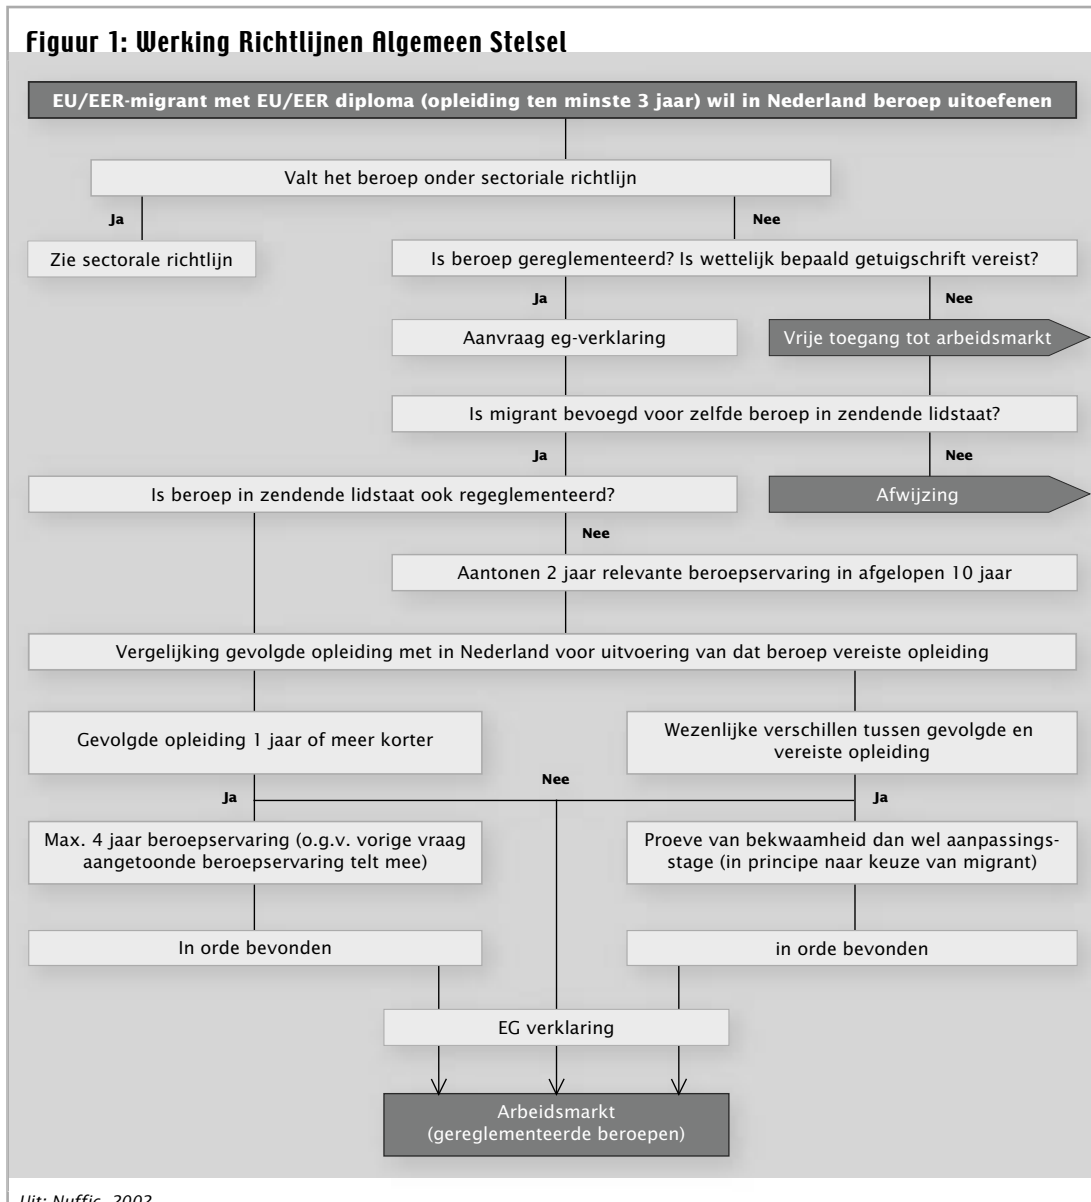 Figuur 1: Werking Richtlijnen Algemeen Stelsel
EU/EER-migrant met EU/EER diploma (opleiding ten minste 3 jaar) wil in Nederland beroep uitoefenen
Valt het beroep onder sectoriale richtlijn
Ja
Nee
Zie sectorale richtlijn
Is beroep gereglementeerd? Is wettelijk bepaald getuigschrift vereist?
Ja
Nee
Aanvraag eg-verklaring
Vrije toegang tot arbeidsmarkt
Is migrant bevoegd voor zelfde beroep in zendende lidstaat?
Ja
Nee
Is beroep in zendende lidstaat ook regeglementeerd?
Afwijzing
Nee
Aantonen 2 jaar relevante beroepservaring in afgelopen 10 jaar
Vergelijking gevolgde opleiding met in Nederland voor uitvoering van dat beroep vereiste opleiding
Gevolgde opleiding 1 jaar of meer korter
Wezenlijke verschillen tussen gevolgde en
vereiste opleiding
Nee
Ja
Ja
Max. 4 jaar beroepservaring (o.g.v. vorige vraag
aangetoonde beroepservaring telt mee)
Proeve van bekwaamheid dan wel aanpassings-
stage (in principe naar keuze van migrant)
In orde bevonden
in orde bevonden
EG verklaring
Arbeidsmarkt
(gereglementeerde beroepen)
Uit: Nuffic, 2002